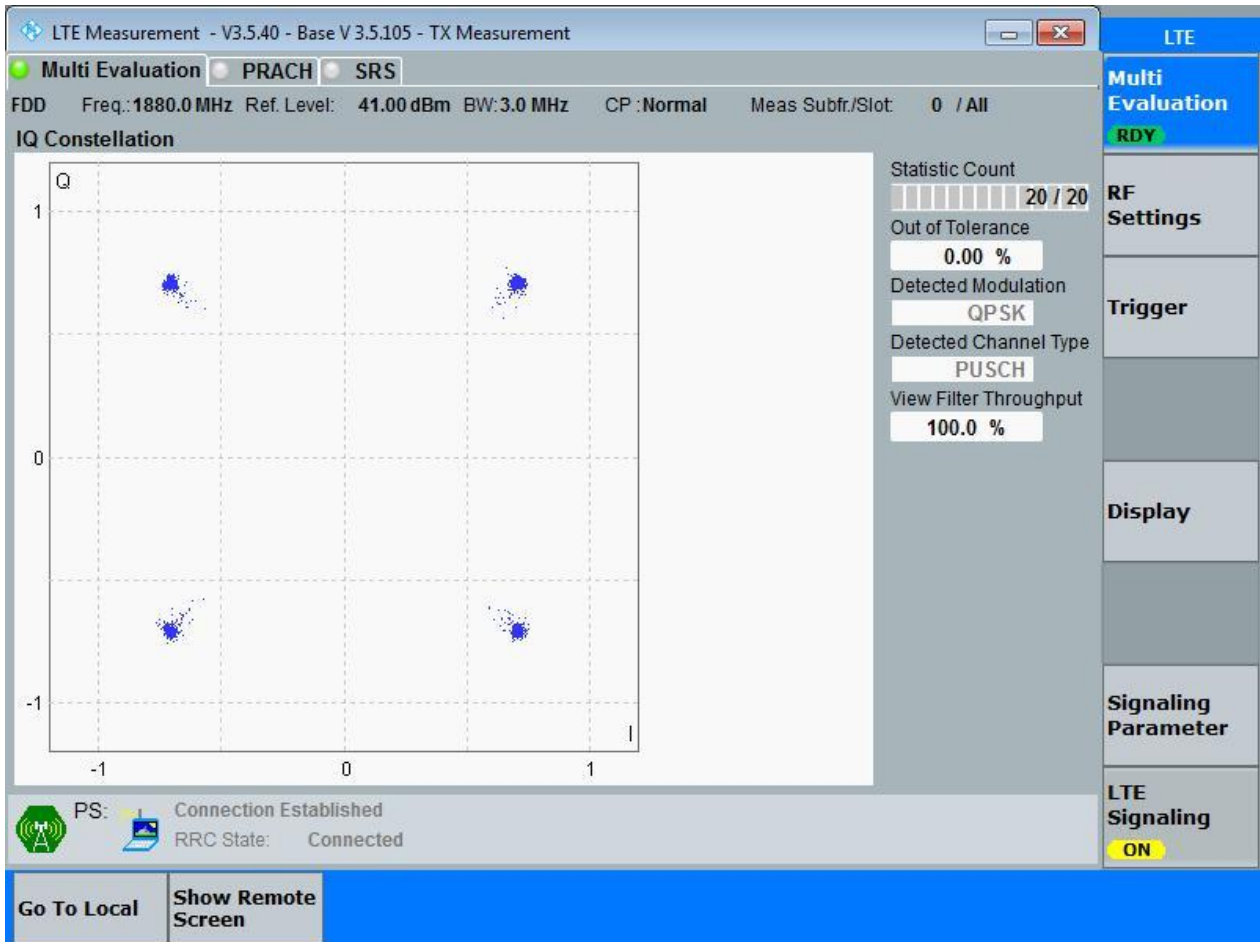 LTE Measurement - V3.5.40 - Base V 3.5.105 - TX Measurement
LTE
Multi Evaluation PRACH SRS
Multi
Evaluation
RDY
FDD Freq.: 1880.0 MHz Ref. Level: 41.00 dBm BW: 3.0 MHz CP : Normal Meas Subfr./Slot: 0 / All
IQ Constellation
Q
1
0
-1
I
-1 0 1
Statistic Count
20 / 20
Out of Tolerance
0.00 %
Detected Modulation
QPSK
Detected Channel Type
PUSCH
View Filter Throughput
100.0 %
RF
Settings
Trigger
Display
Signaling
Parameter
LTE
Signaling
ON
PS: Connection Established
RRC State: Connected
Go To Local
Show Remote
Screen